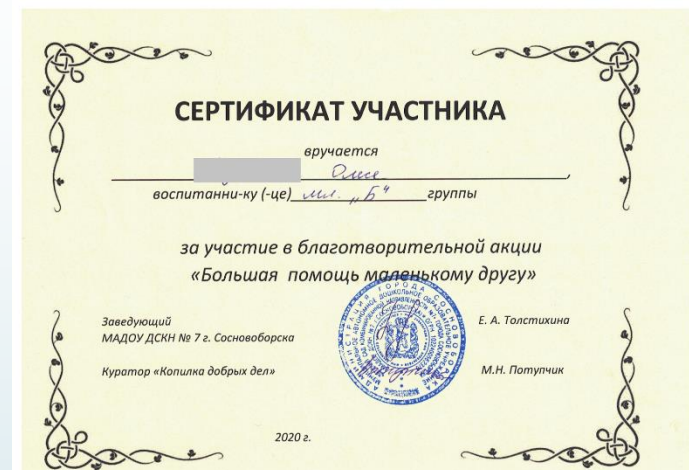 СЕРТИФИКАТ УЧАСТНИКА
вручается
Оле
воспитанни-ку (-це) мл. „Б" группы
за участие в благотворительной акции
«Большая помощь маленькому другу»
Заведующий
МАДОУ ДСКН № 7 г. Сосновоборска
Е. А. Толстихина
Куратор «Копилка добрых дел»
М.Н. Потупчик
2020 г.